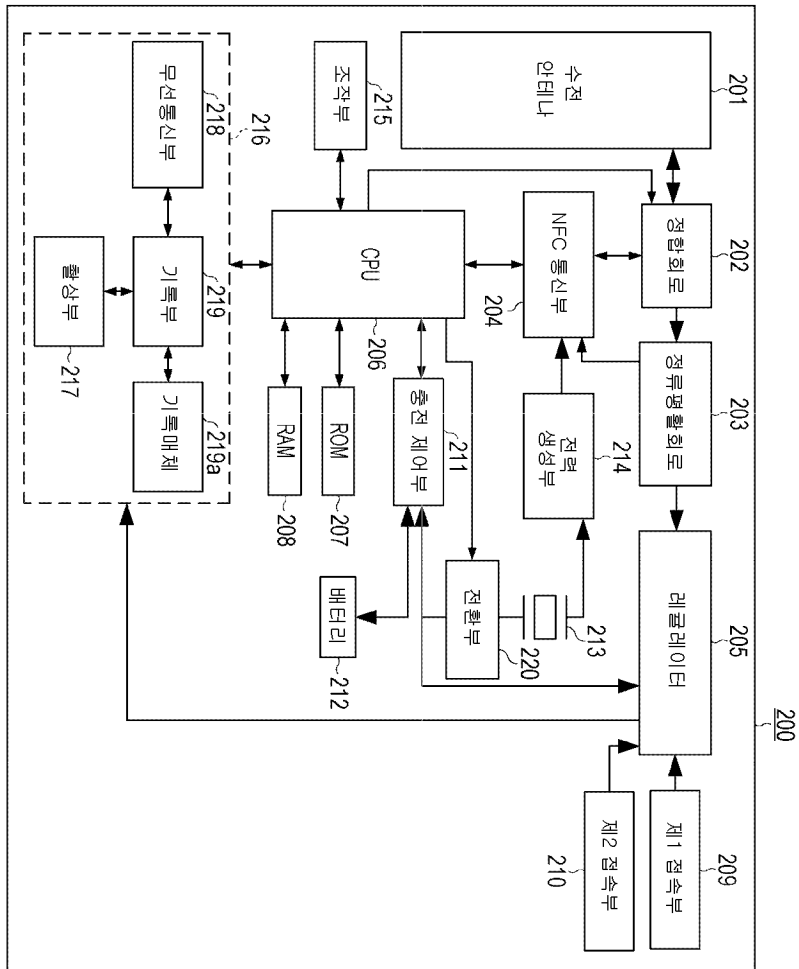 200
201
수전
안테나
202
정합회로
203
정류평활회로
205
레귤레이터
209
제1 접속부
210
제2 접속부
NFC 통신부
204
214
전력
생성부
213
215
조작부
CPU
206
211
충전 제어부
전환부
220
ROM
207
RAM
208
배터리
212
216
218
무선통신부
기록부
219
219a
기록매체
촬상부
217